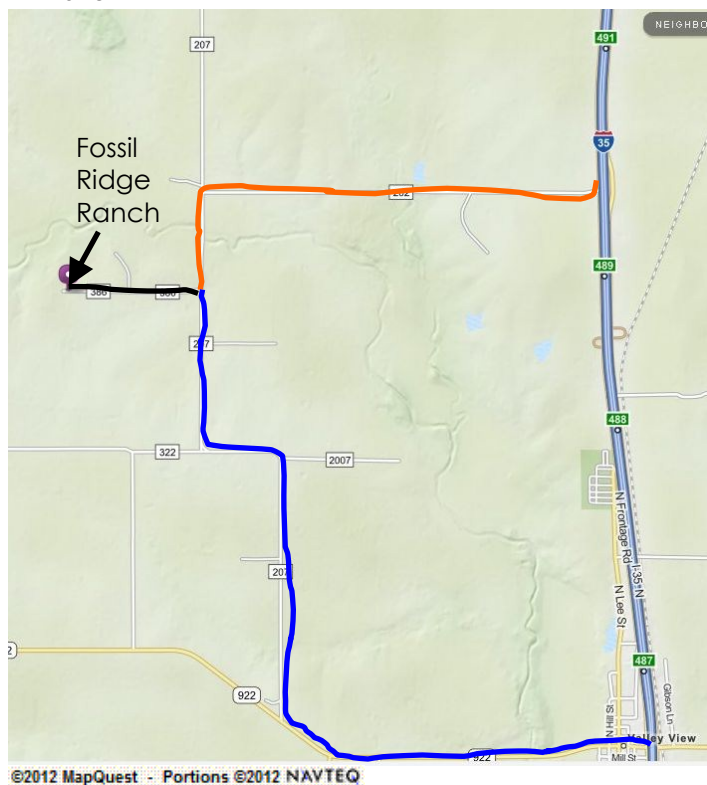 NEIGHBO
491
207
35
Fossil
Ridge
Ranch
202
489
386
386
207
488
322
2007
N Frontage Rd
I-35 N
207
N Lee St
487
2
922
Gibson Ln
N Hill St
Valley View
922
Mill St
©2012 MapQuest - Portions ©2012 NAVTEQ